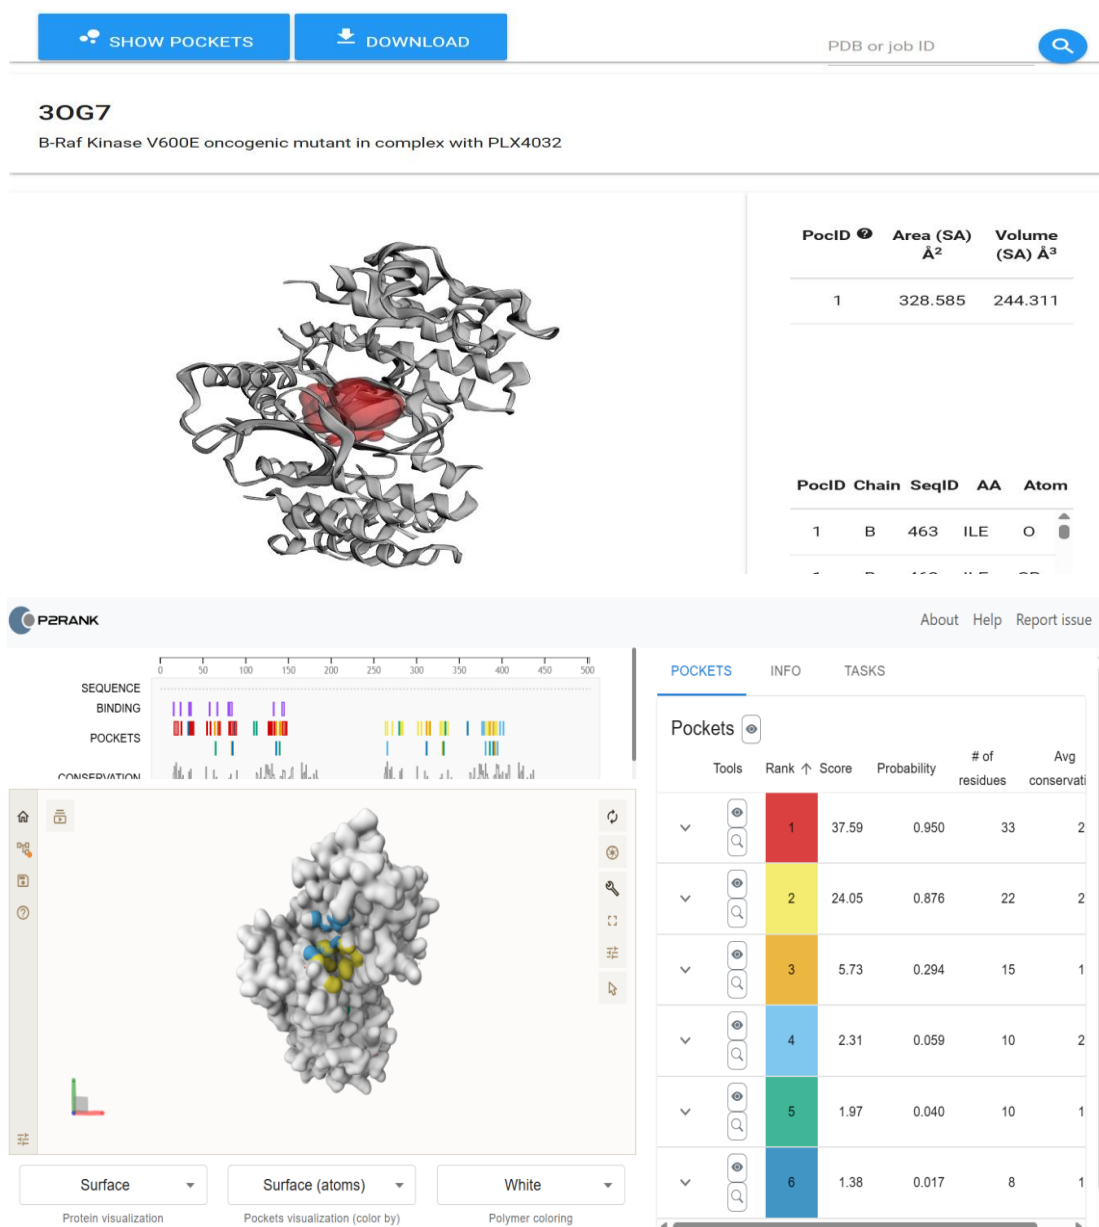 SHOW POCKETS
DOWNLOAD
PDB or job ID
3OG7
B-Raf Kinase V600E oncogenic mutant in complex with PLX4032
PocID ? Area (SA) Å² Volume (SA) Å³
1 328.585 244.311
PocID Chain SeqID AA Atom
1 B 463 ILE O
P2RANK
About Help Report issue
0 50 100 150 200 250 300 350 400 450 500
SEQUENCE
BINDING
POCKETS
CONSERVATION
POCKETS INFO TASKS
Pockets
Tools Rank ↑ Score Probability # of residues Avg conservati
1 37.59 0.950 33 2
2 24.05 0.876 22 2
3 5.73 0.294 15 1
4 2.31 0.059 10 2
5 1.97 0.040 10 1
6 1.38 0.017 8 1
Surface
Surface (atoms)
White
Protein visualization
Pockets visualization (color by)
Polymer coloring